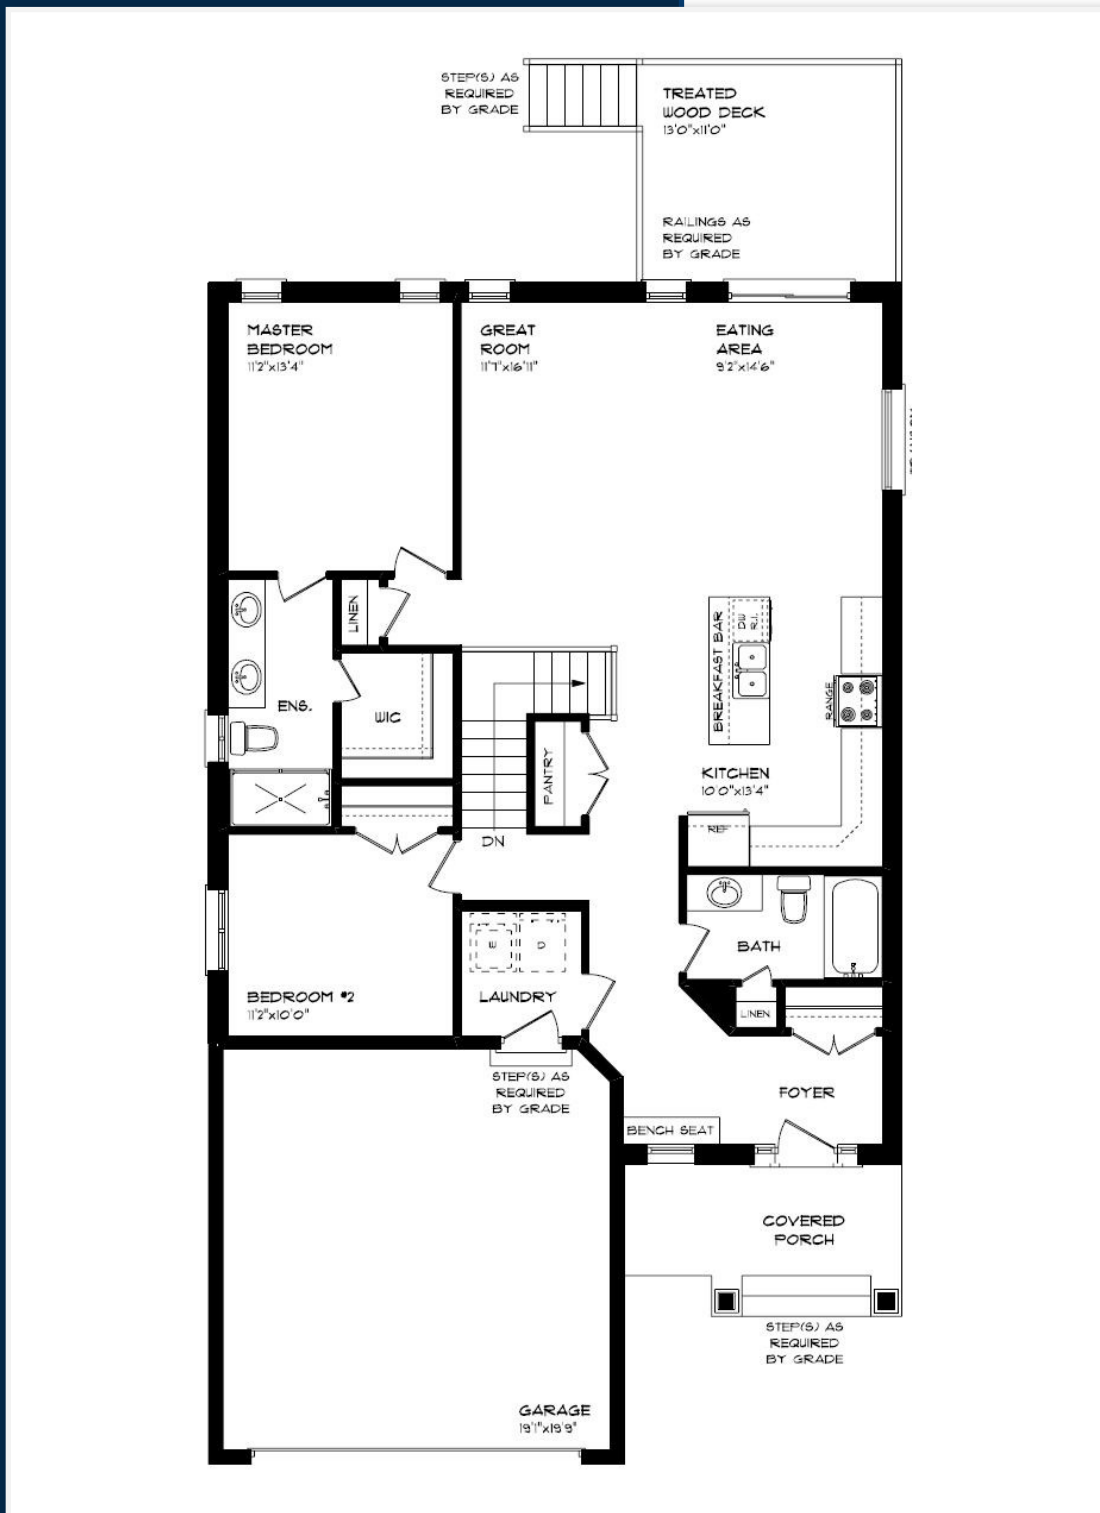 STEP(S) AS
REQUIRED
BY GRADE
TREATED
WOOD DECK
13'0"x11'0"
RAILINGS AS
REQUIRED
BY GRADE
MASTER
BEDROOM
11'2"x13'4"
GREAT
ROOM
11'7"x16'11"
EATING
AREA
9'2"x14'6"
LINEN
ENS.
WIC
BREAKFAST BAR
DW
R.I.
RANGE
PANTRY
KITCHEN
10'0"x13'4"
REF
DN
BATH
BEDROOM #2
11'2"x10'0"
LAUNDRY
D
LINEN
STEP(S) AS
REQUIRED
BY GRADE
FOYER
BENCH SEAT
COVERED
PORCH
STEP(S) AS
REQUIRED
BY GRADE
GARAGE
19'1"x19'9"